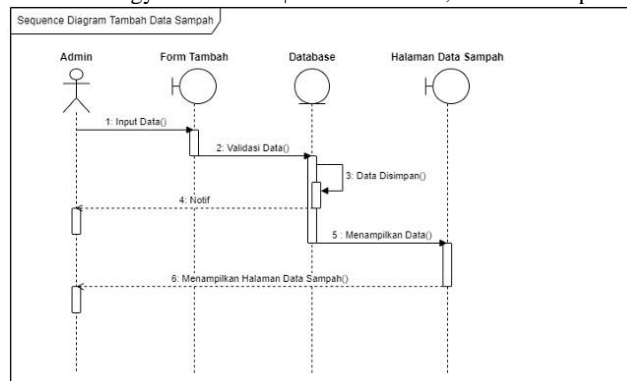 Sequence Diagram Tambah Data Sampah
Admin
Form Tambah
Database
Halaman Data Sampah
1: Input Data()
2: Validasi Data()
3: Data Disimpan()
4: Notif
5 : Menampilkan Data()
6: Menampilkan Halaman Data Sampah()